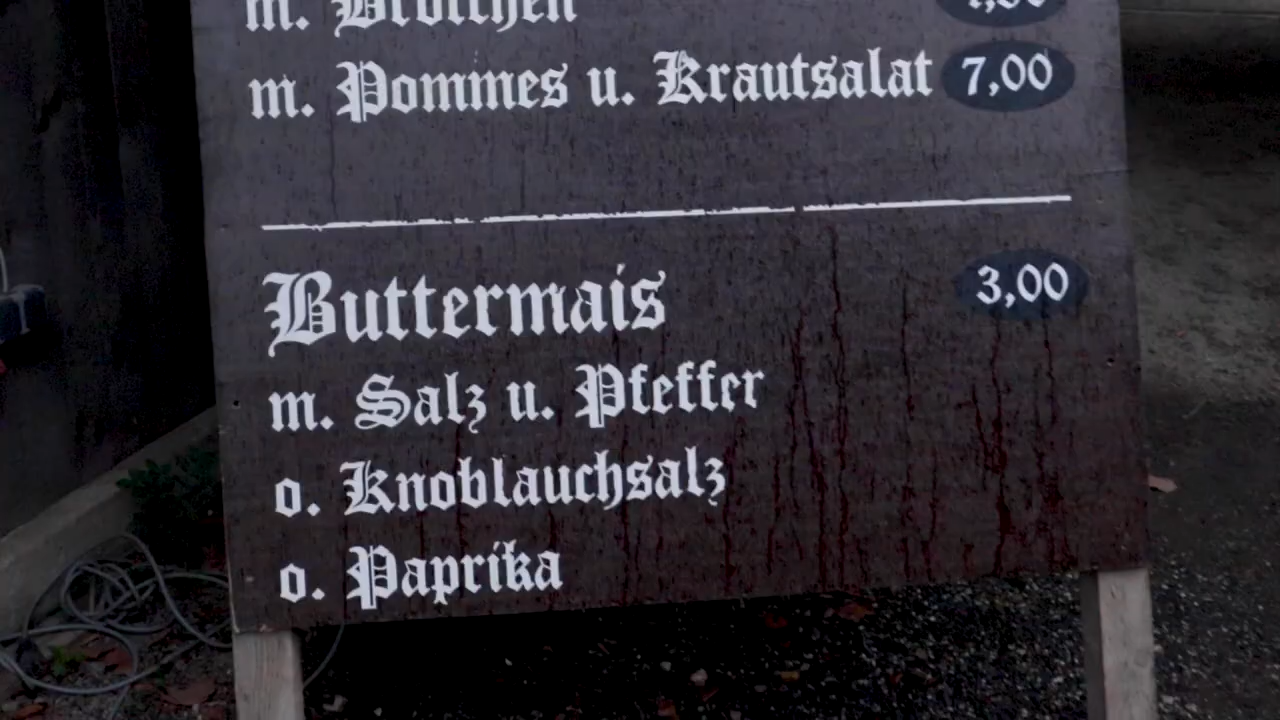 m. Brötchen
m. Pommes u. Krautsalat 7,00
Buttermais 3,00
m. Salz u. Pfeffer
o. Knoblauchsalz
o. Paprika